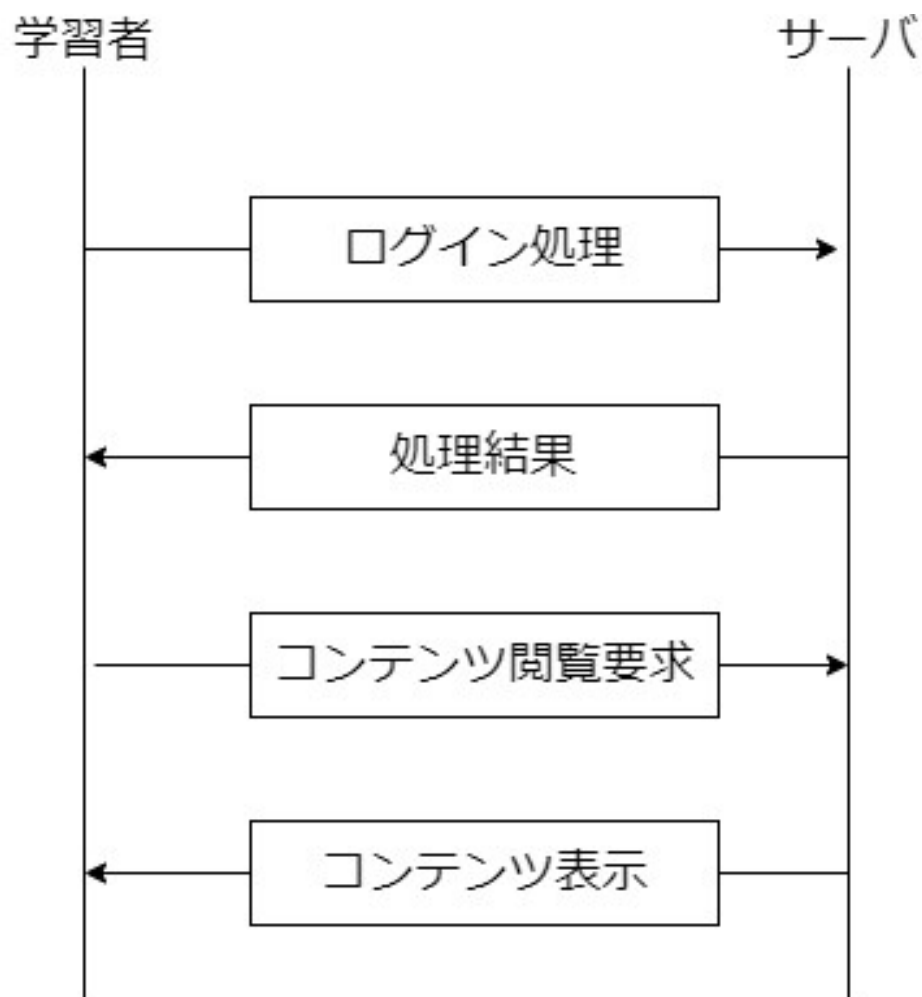 学習者
サーバ
ログイン処理
処理結果
コンテンツ閲覧要求
コンテンツ表示